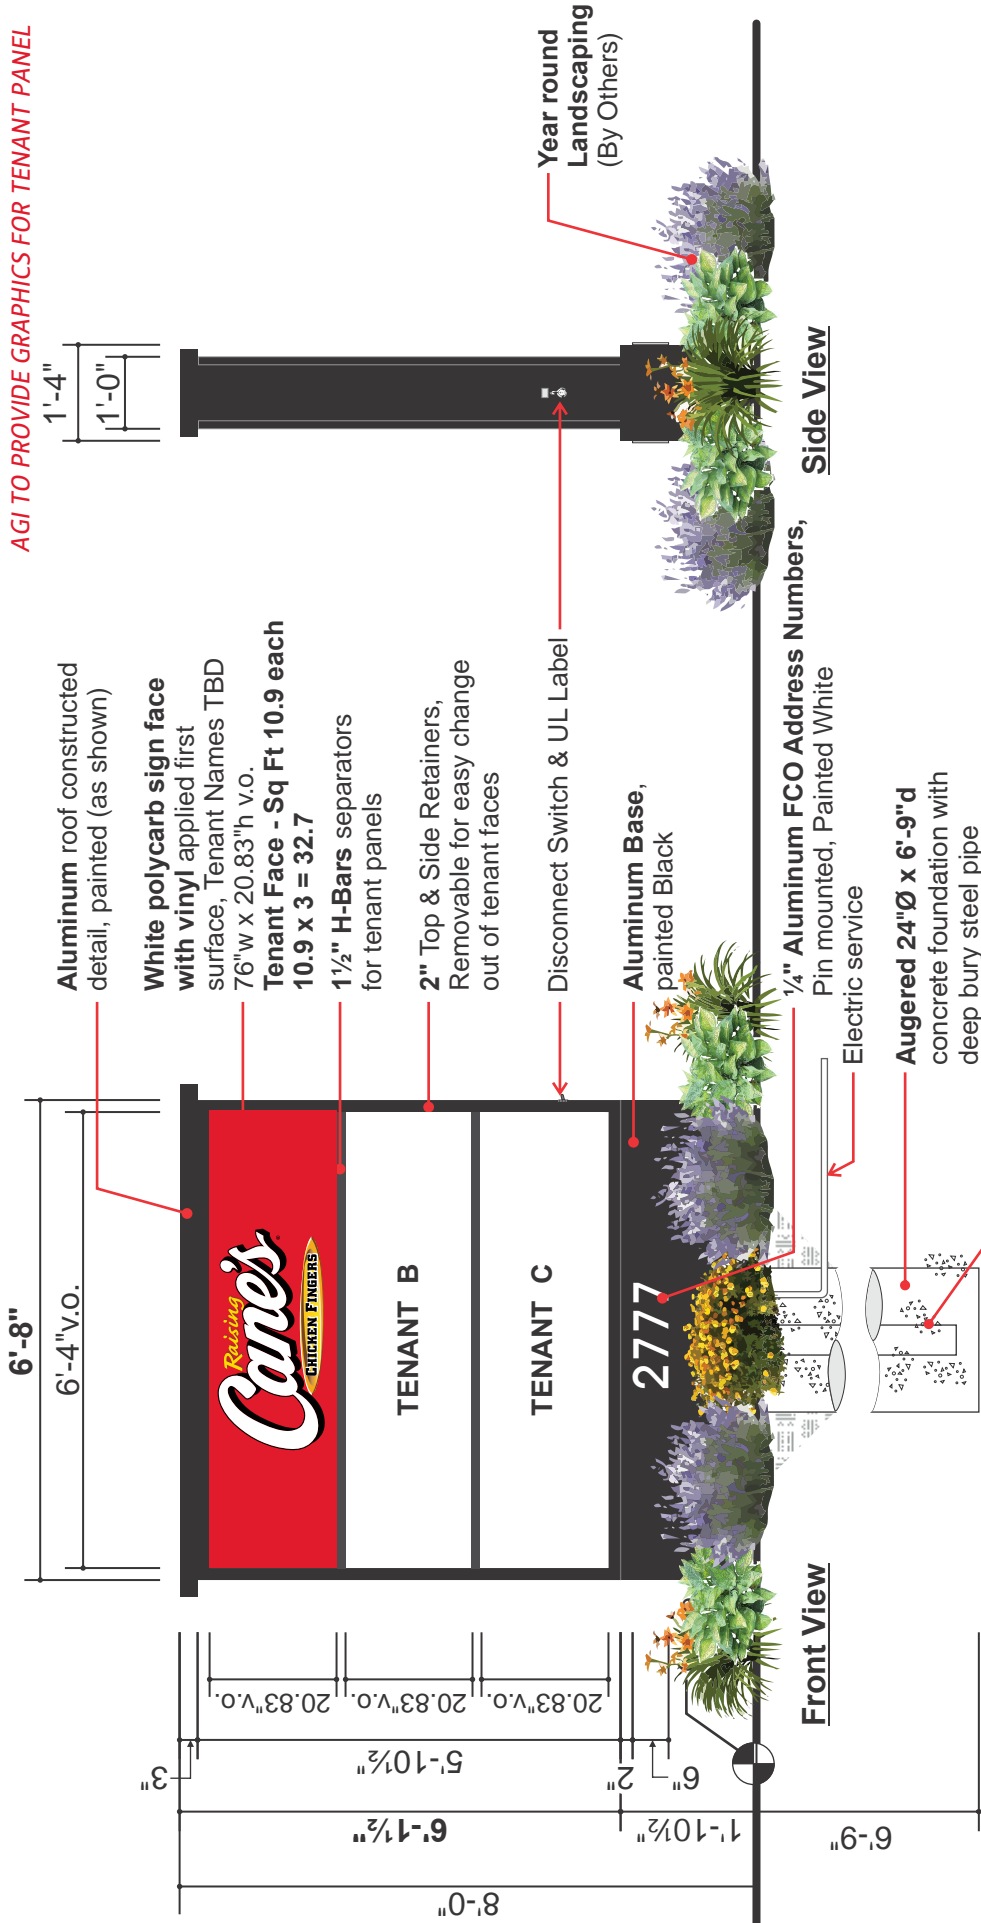 AGI TO PROVIDE GRAPHICS FOR TENANT PANEL
6'-8"
6'-4"v.o.
1'-4"
1'-0"
Aluminum roof constructed
detail, painted (as shown)
White polycarb sign face
with vinyl applied first
surface, Tenant Names TBD
76"w x 20.83"h v.o.
Tenant Face - Sq Ft 10.9 each
10.9 x 3 = 32.7
1½" H-Bars separators
for tenant panels
2" Top & Side Retainers,
Removable for easy change
out of tenant faces
Disconnect Switch & UL Label
Aluminum Base,
painted Black
¼" Aluminum FCO Address Numbers,
Pin mounted, Painted White
Electric service
Augered 24"Ø x 6'-9"d
concrete foundation with
deep bury steel pipe
Year round
Landscaping
(By Others)
Raising
Cane's
CHICKEN FINGERS
TENANT B
TENANT C
2777
3"
20.83"v.o.
20.83"v.o.
20.83"v.o.
5'-10½"
2"
6"
6'-1½"
1'-10½"
8'-0"
6'-9"
Front View
Side View